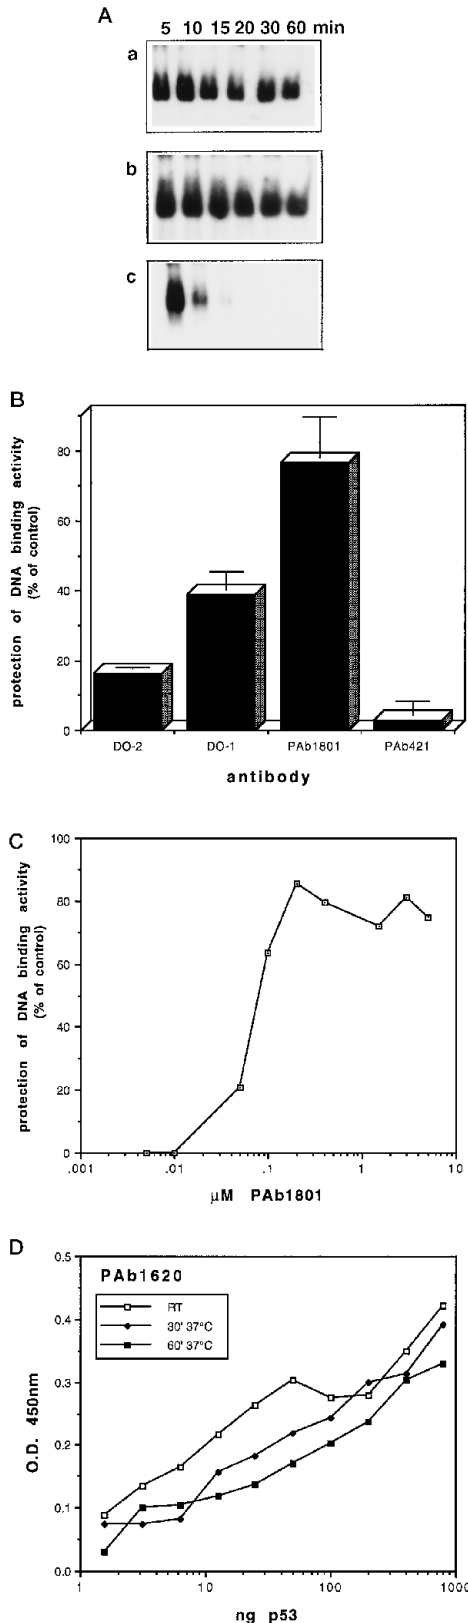 A
5 10 15 20 30 60 min
a
b
c
B
protection of DNA binding activity
(% of control)
80
60
40
20
0
DO-2 DO-1 PAb1801 PAb421
antibody
C
protection of DNA binding activity
(% of control)
100
80
60
40
20
0
.001 .01 .1 1 10
μM PAb1801
D
O.D. 450nm
0.5
0.4
0.3
0.2
0.1
0.0
PAb1620
RT
30' 37°C
60' 37°C
1 10 100 1000
ng p53